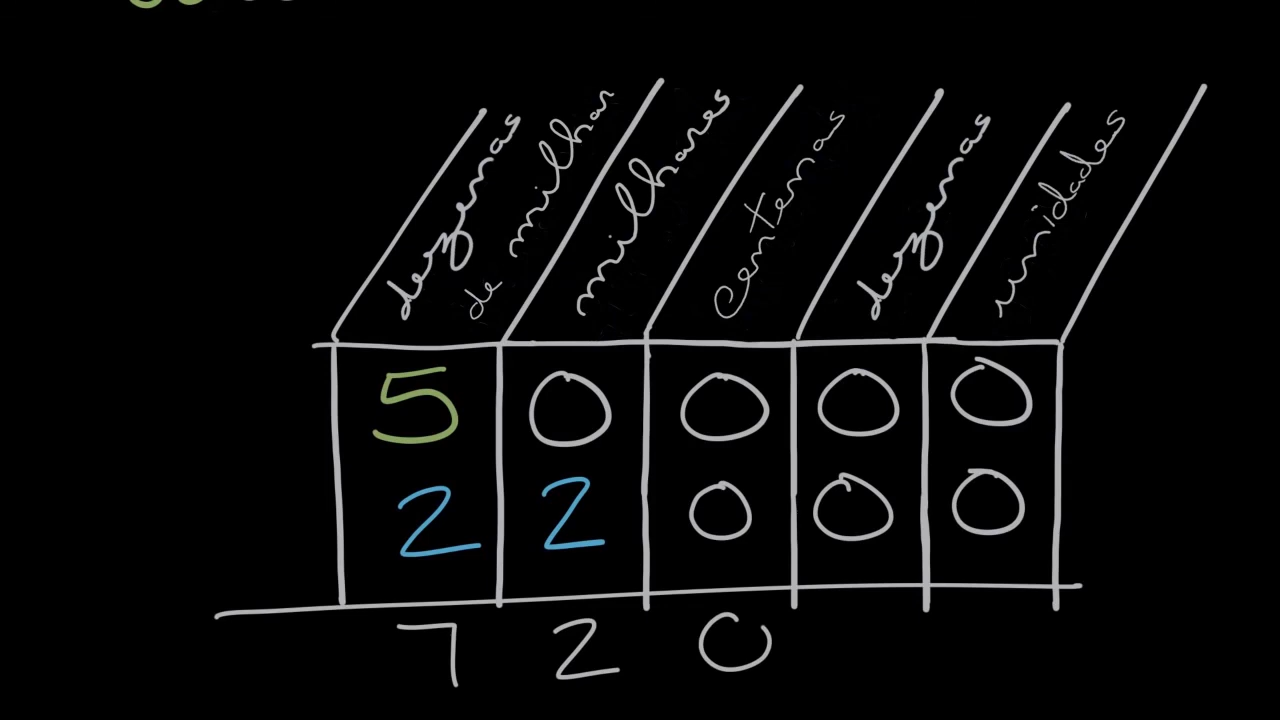 dezenas de milhar milhares centenas dezenas unidades
5 0 0 0 0
2 2 0 0 0
7 2 0